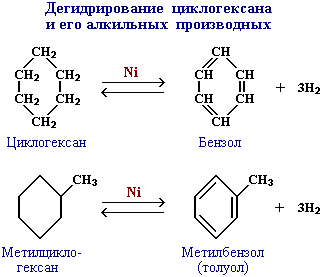 Дегидрирование циклогексана
и его алкильных производных
CH₂
CH₂ CH₂
CH₂ CH₂
CH₂
Ni
CH
CH CH
CH CH
CH
+ 3H₂
Циклогексан
Бензол
CH₃
Ni
CH₃
+ 3H₂
Метилцикло-
гексан
Метилбензол
(толуол)